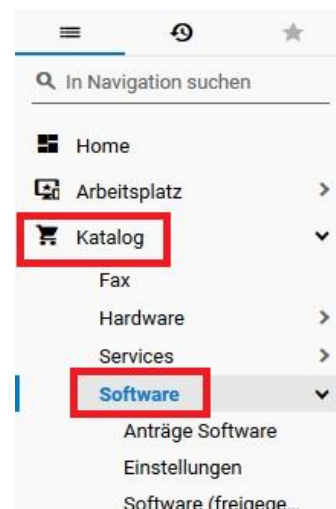 In Navigation suchen
Home
Arbeitsplatz
Katalog
Fax
Hardware
Services
Software
Anträge Software
Einstellungen
Software (freigege...